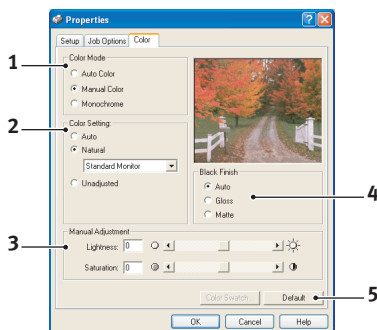 Properties
Setup Job Options Color
1
Color Mode
Auto Color
Manual Color
Monochrome
2
Color Setting:
Auto
Natural
Standard Monitor
Unadjusted
Black Finish
Auto
Gloss
Matte
4
3
Manual Adjustment
Lightness: 0
Saturation: 0
Color Swatch... Default
5
OK Cancel Help